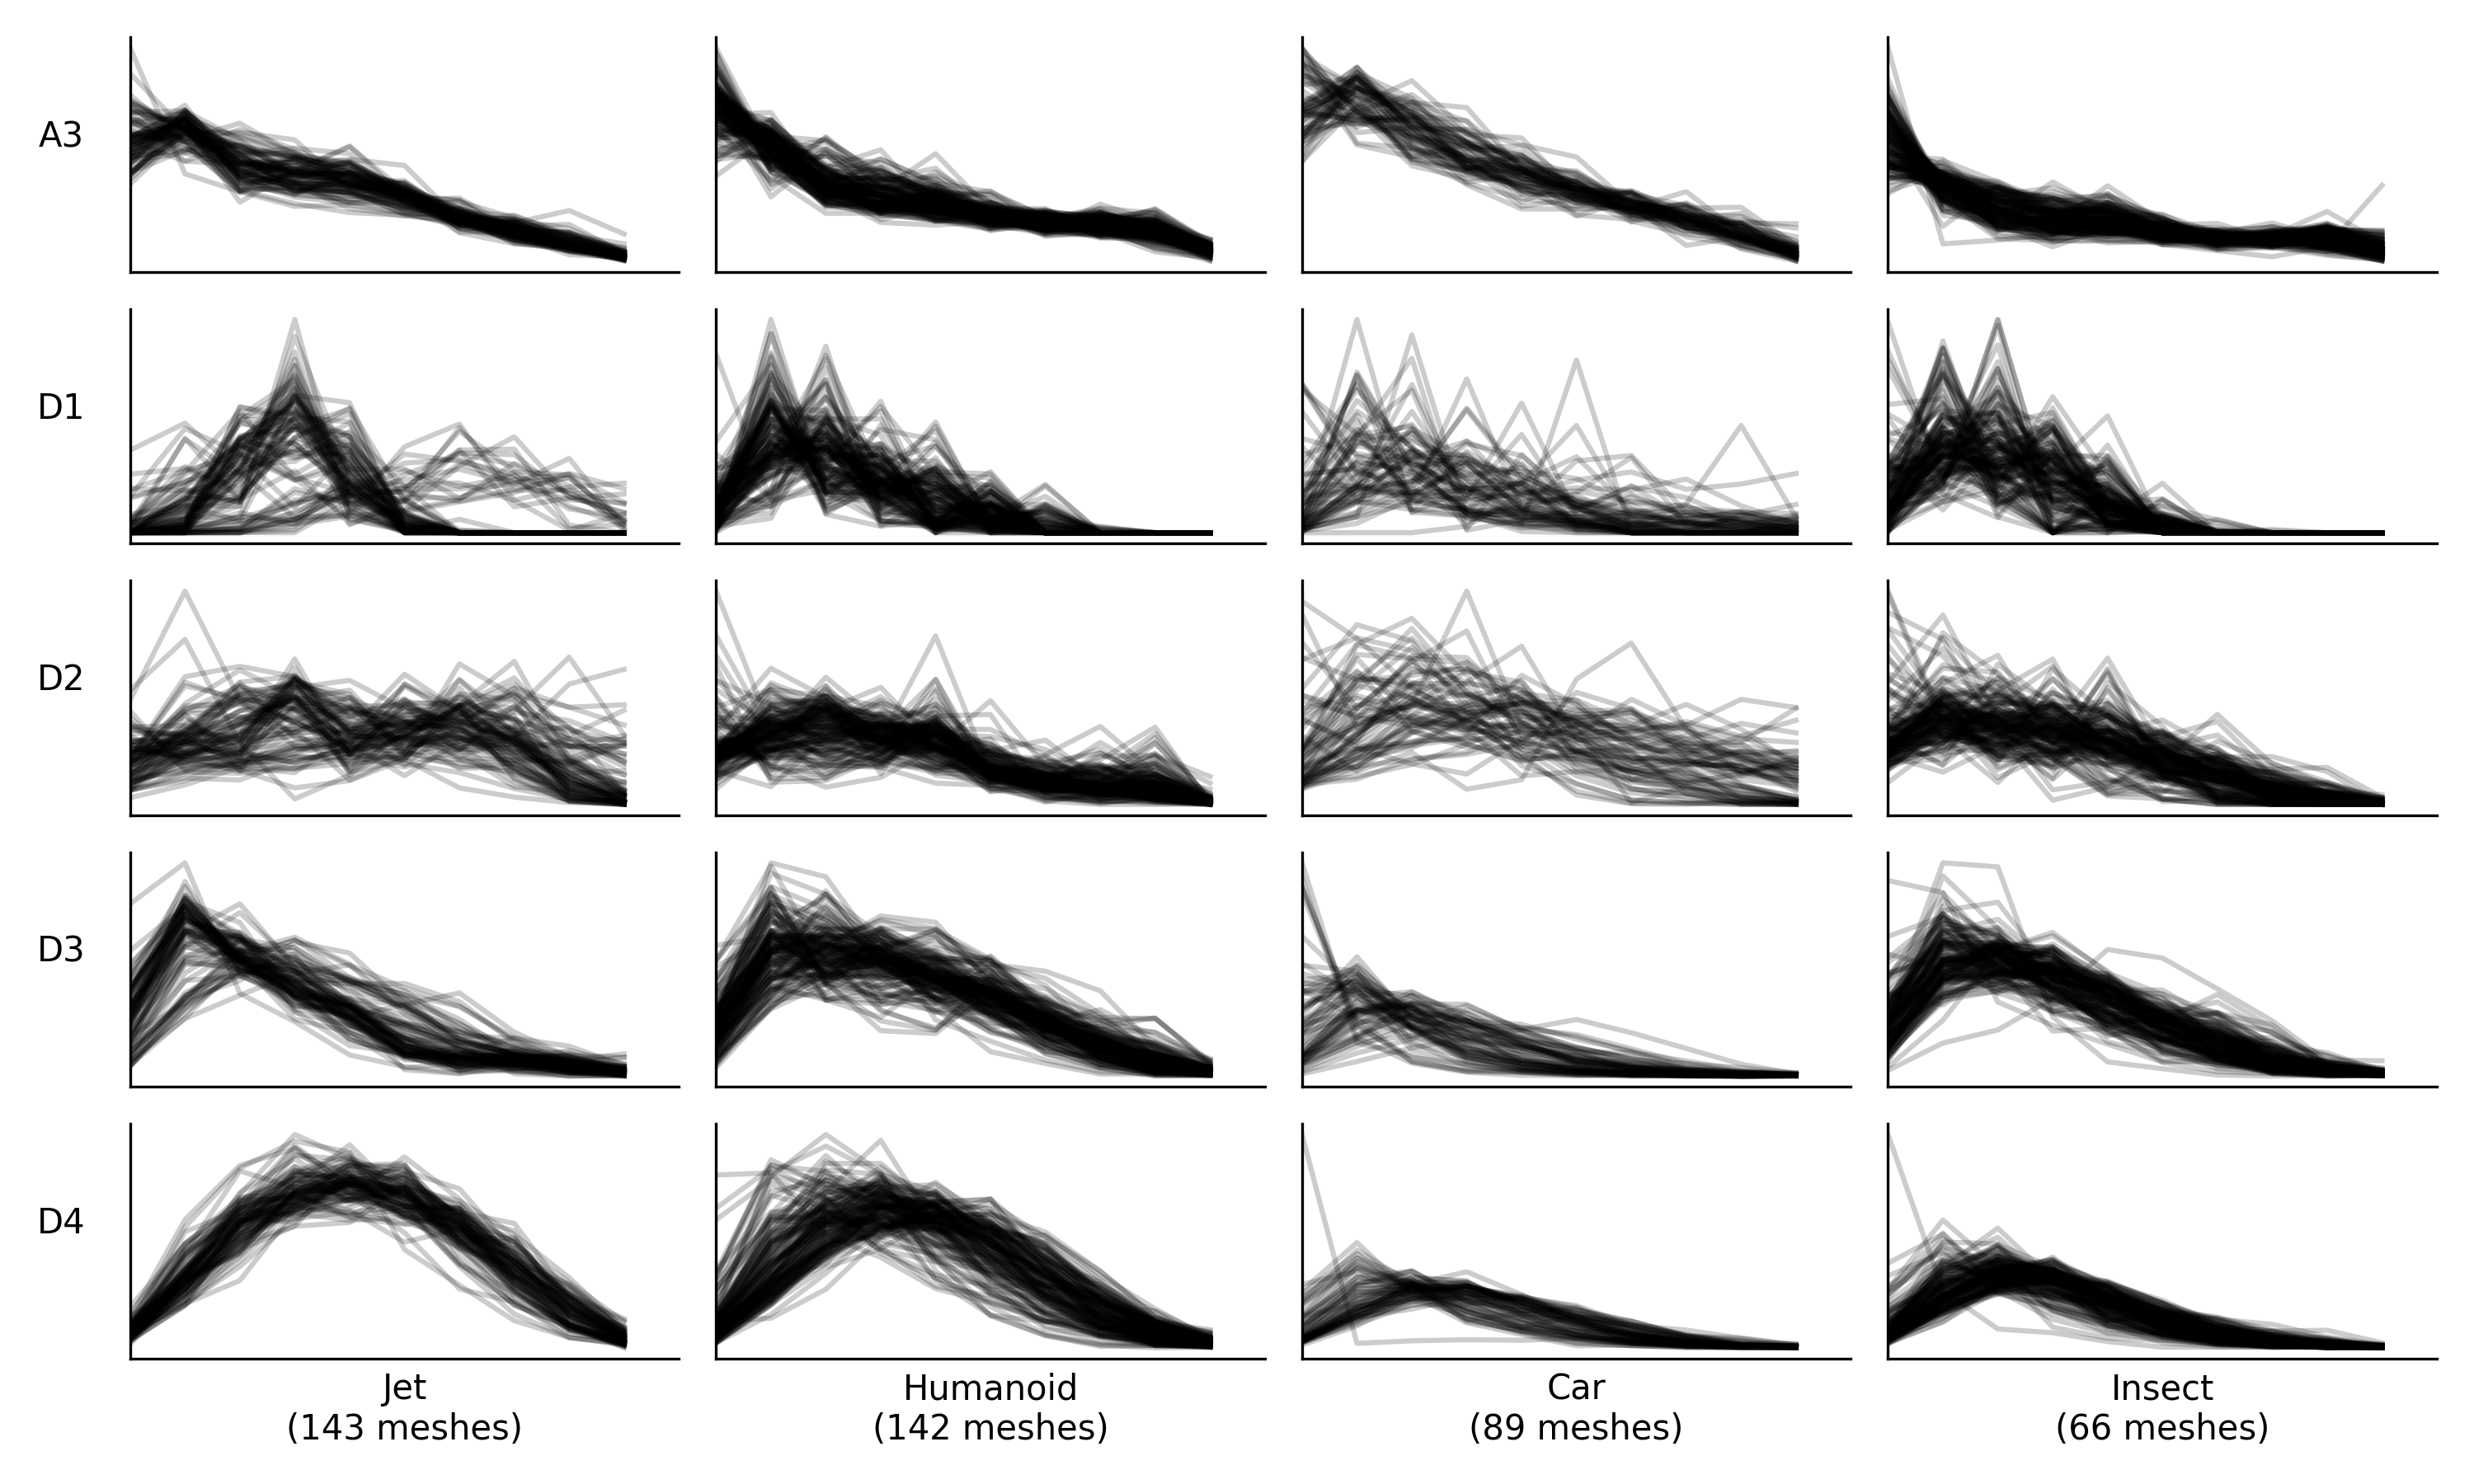 A3
D1
D2
D3
D4
Jet
(143 meshes)
Humanoid
(142 meshes)
Car
(89 meshes)
Insect
(66 meshes)